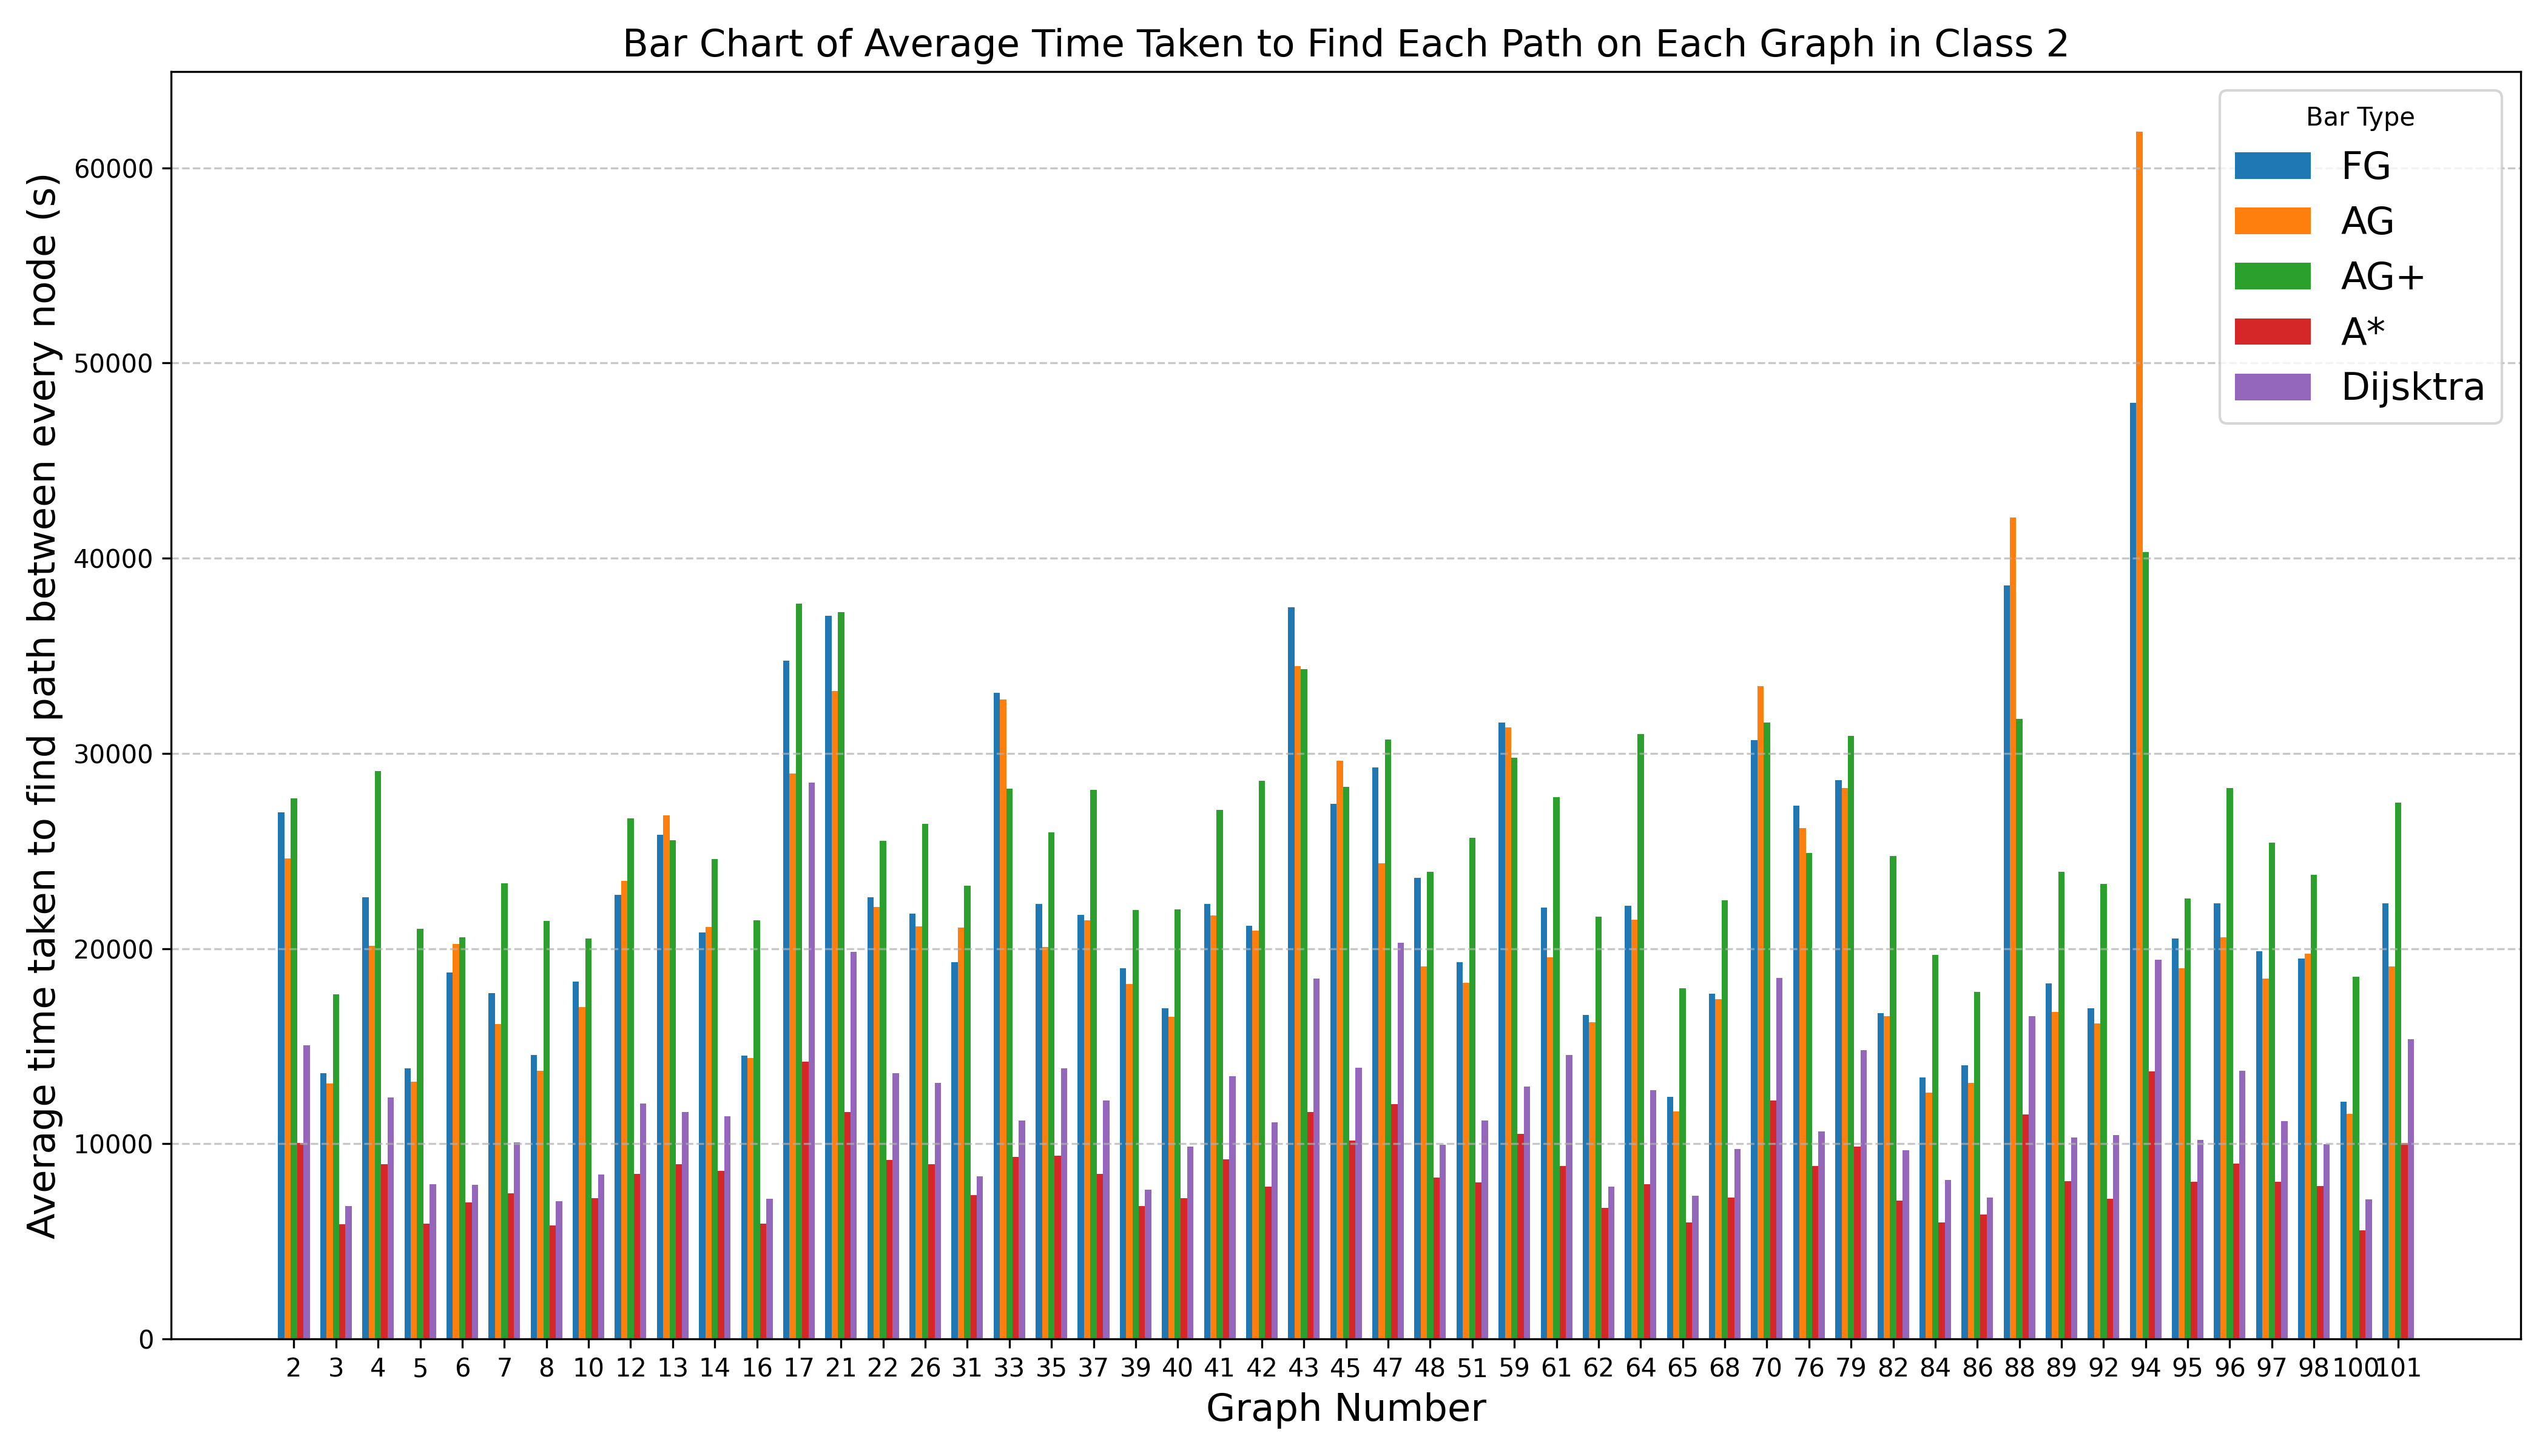 Bar Chart of Average Time Taken to Find Each Path on Each Graph in Class 2
Average time taken to find path between every node (s)
60000
50000
40000
30000
20000
10000
0
Bar Type
FG
AG
AG+
A*
Dijsktra
2 3 4 5 6 7 8 10 12 13 14 16 17 21 22 26 31 33 35 37 39 40 41 42 43 45 47 48 51 59 61 62 64 65 68 70 76 79 82 84 86 88 89 92 94 95 96 97 98 100 101
Graph Number